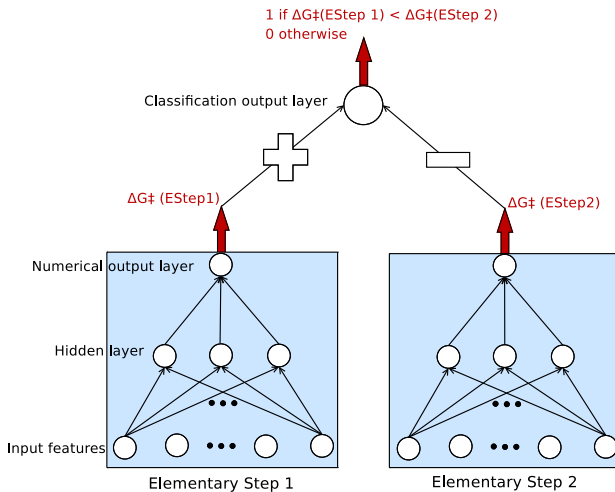 1 if ΔG‡(EStep 1) < ΔG‡(EStep 2)
0 otherwise
Classification output layer
ΔG‡ (EStep1)
ΔG‡ (EStep2)
Numerical output layer
Hidden layer
Input features
Elementary Step 1
Elementary Step 2